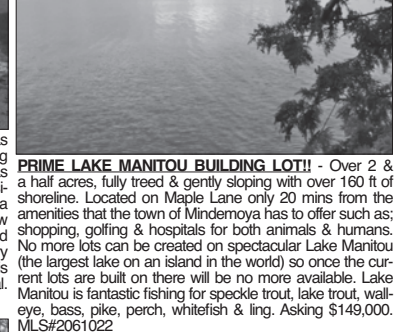 as
g
as
i-
a
w
d
y
s
al.
PRIME LAKE MANITOU BUILDING LOT!! - Over 2 &
a half acres, fully treed & gently sloping with over 160 ft of
shoreline. Located on Maple Lane only 20 mins from the
amenities that the town of Mindemoya has to offer such as;
shopping, golfing & hospitals for both animals & humans.
No more lots can be created on spectacular Lake Manitou
(the largest lake on an island in the world) so once the cur-
rent lots are built on there will be no more available. Lake
Manitou is fantastic fishing for speckle trout, lake trout, wall-
eye, bass, pike, perch, whitefish & ling. Asking $149,000.
MLS#2061022